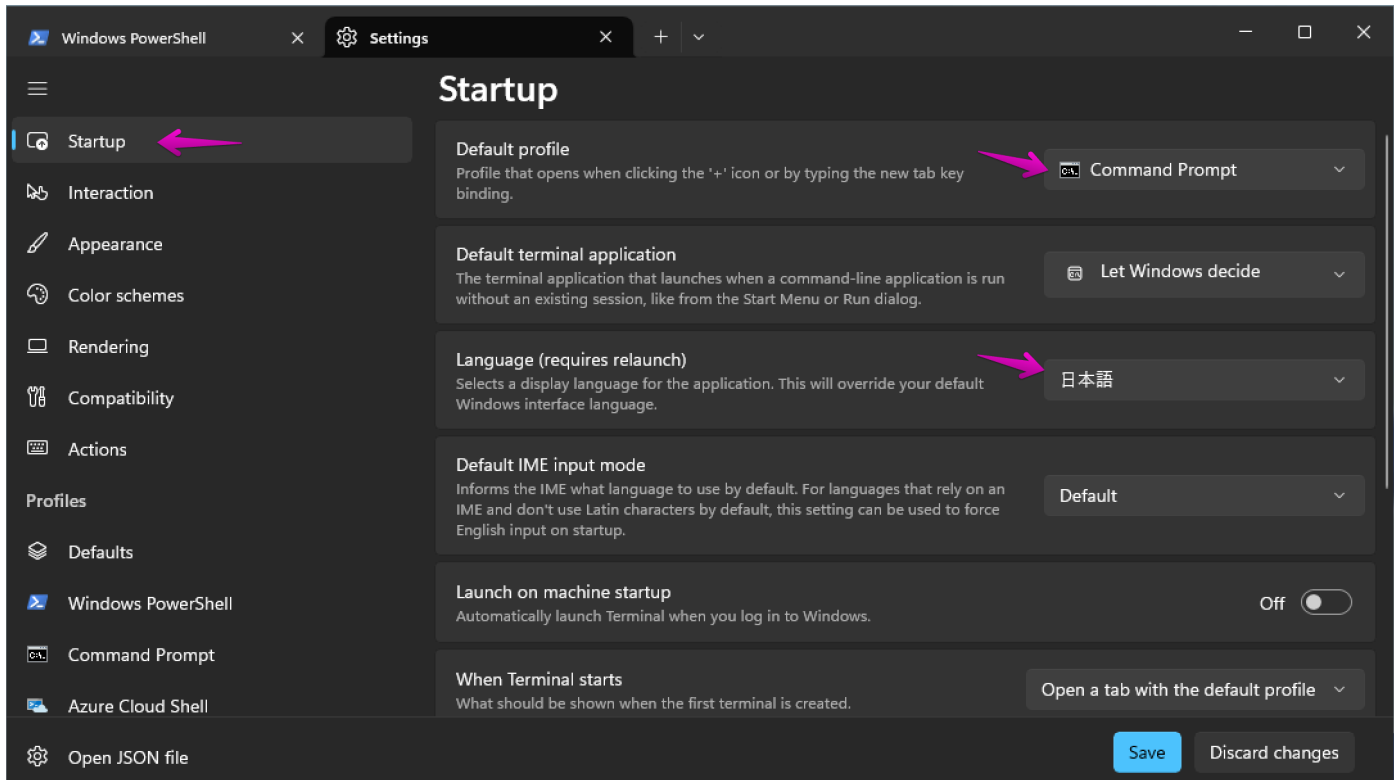 Windows PowerShell
Settings
Startup
Interaction
Appearance
Color schemes
Rendering
Compatibility
Actions
Profiles
Defaults
Windows PowerShell
Command Prompt
Azure Cloud Shell
Open JSON file
Startup
Default profile
Profile that opens when clicking the '+' icon or by typing the new tab key
binding.
Command Prompt
Default terminal application
The terminal application that launches when a command-line application is run
without an existing session, like from the Start Menu or Run dialog.
Let Windows decide
Language (requires relaunch)
Selects a display language for the application. This will override your default
Windows interface language.
日本語
Default IME input mode
Informs the IME what language to use by default. For languages that rely on an
IME and don't use Latin characters by default, this setting can be used to force
English input on startup.
Default
Launch on machine startup
Automatically launch Terminal when you log in to Windows.
Off
When Terminal starts
What should be shown when the first terminal is created.
Open a tab with the default profile
Save
Discard changes